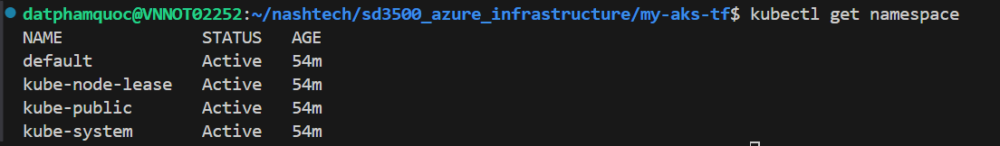 datphamquoc@VNNOT02252:~/nashtech/sd3500_azure_infrastructure/my-aks-tf$ kubectl get namespace
NAME STATUS AGE
default Active 54m
kube-node-lease Active 54m
kube-public Active 54m
kube-system Active 54m